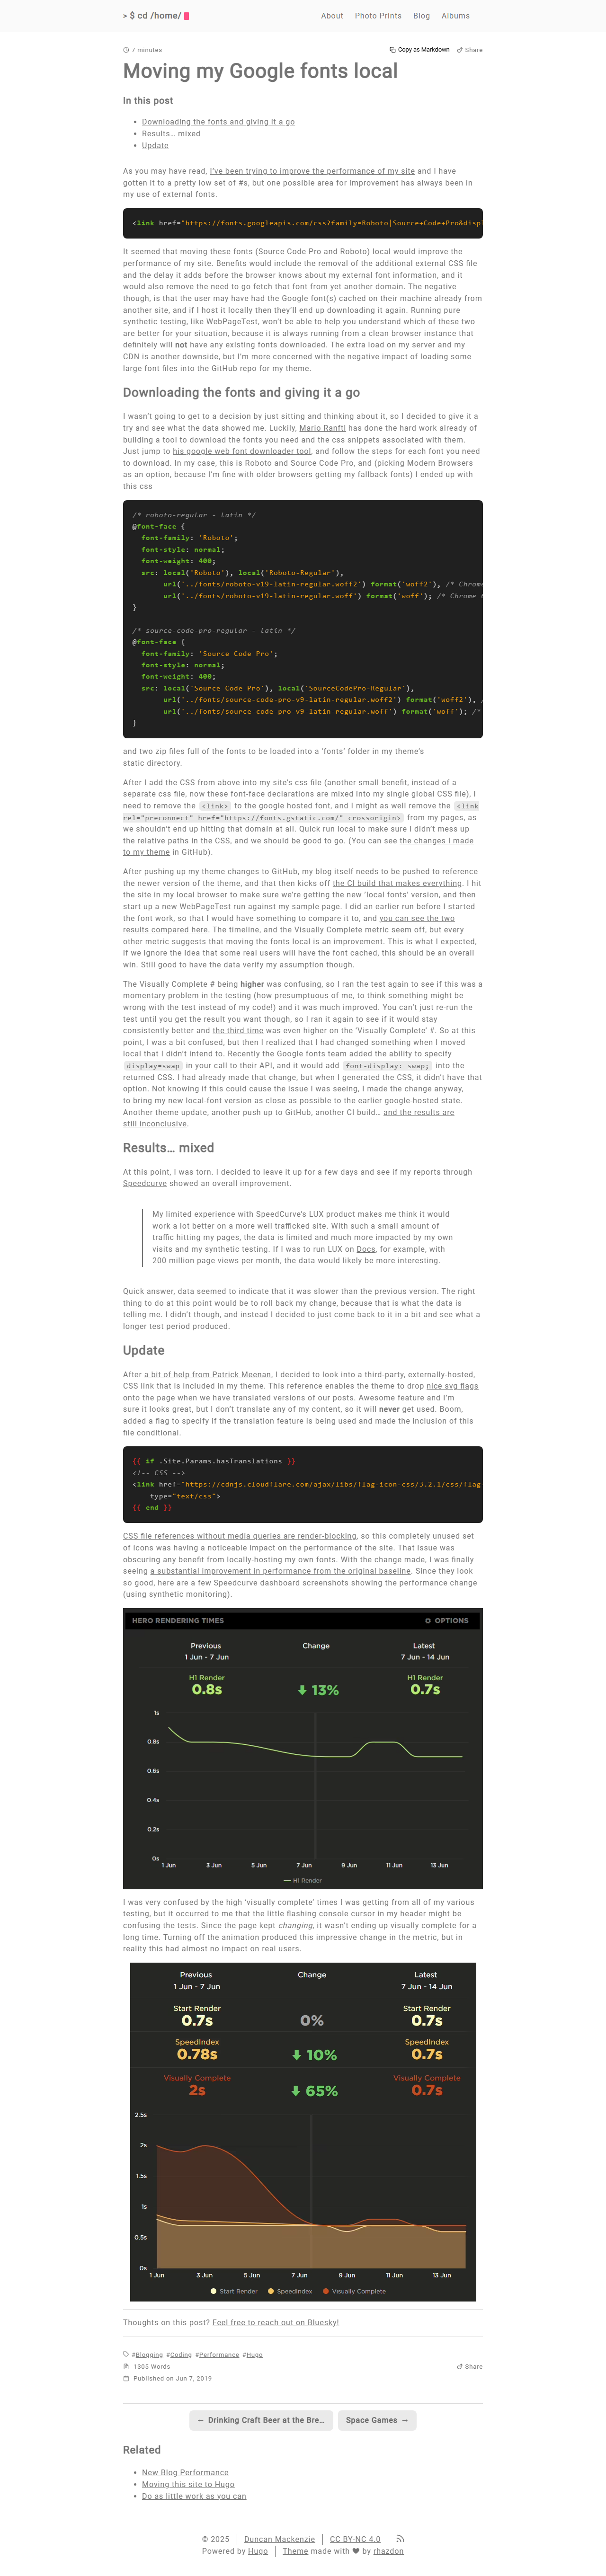 > $ cd /home/
About Photo Prints Blog Albums
7 minutes
Copy as Markdown Share
Moving my Google fonts local
In this post
Downloading the fonts and giving it a go
Results… mixed
Update
As you may have read, I’ve been trying to improve the performance of my site and I have
gotten it to a pretty low set of #s, but one possible area for improvement has always been in
my use of external fonts.
<link href="https://fonts.googleapis.com/css?family=Roboto|Source+Code+Pro&displ
It seemed that moving these fonts (Source Code Pro and Roboto) local would improve the
performance of my site. Benefits would include the removal of the additional external CSS file
and the delay it adds before the browser knows about my external font information, and it
would also remove the need to go fetch that font from yet another domain. The negative
though, is that the user may have had the Google font(s) cached on their machine already from
another site, and if I host it locally then they’ll end up downloading it again. Running pure
synthetic testing, like WebPageTest, won’t be able to help you understand which of these two
are better for your situation, because it is always running from a clean browser instance that
definitely will not have any existing fonts downloaded. The extra load on my server and my
CDN is another downside, but I’m more concerned with the negative impact of loading some
large font files into the GitHub repo for my theme.
Downloading the fonts and giving it a go
I wasn’t going to get to a decision by just sitting and thinking about it, so I decided to give it a
try and see what the data showed me. Luckily, Mario Ranftl has done the hard work already of
building a tool to download the fonts you need and the css snippets associated with them.
Just jump to his google web font downloader tool, and follow the steps for each font you need
to download. In my case, this is Roboto and Source Code Pro, and (picking Modern Browsers
as an option, because I’m fine with older browsers getting my fallback fonts) I ended up with
this css
/* roboto-regular - latin */
@font-face {
font-family: 'Roboto';
font-style: normal;
font-weight: 400;
src: local('Roboto'), local('Roboto-Regular'),
url('../fonts/roboto-v19-latin-regular.woff2') format('woff2'), /* Chrome
url('../fonts/roboto-v19-latin-regular.woff') format('woff'); /* Chrome
}
/* source-code-pro-regular - latin */
@font-face {
font-family: 'Source Code Pro';
font-style: normal;
font-weight: 400;
src: local('Source Code Pro'), local('SourceCodePro-Regular'),
url('../fonts/source-code-pro-v9-latin-regular.woff2') format('woff2'), /
url('../fonts/source-code-pro-v9-latin-regular.woff') format('woff'); /*
}
and two zip files full of the fonts to be loaded into a ‘fonts’ folder in my theme’s
static directory.
After I add the CSS from above into my site’s css file (another small benefit, instead of a
separate css file, now these font-face declarations are mixed into my single global CSS file), I
need to remove the <link> to the google hosted font, and I might as well remove the <link
rel="preconnect" href="https://fonts.gstatic.com/" crossorigin> from my pages, as
we shouldn’t end up hitting that domain at all. Quick run local to make sure I didn’t mess up
the relative paths in the CSS, and we should be good to go. (You can see the changes I made
to my theme in GitHub).
After pushing up my theme changes to GitHub, my blog itself needs to be pushed to reference
the newer version of the theme, and that then kicks off the CI build that makes everything. I hit
the site in my local browser to make sure we’re getting the new ’local fonts’ version, and then
start up a new WebPageTest run against my sample page. I did an earlier run before I started
the font work, so that I would have something to compare it to, and you can see the two
results compared here. The timeline, and the Visually Complete metric seem off, but every
other metric suggests that moving the fonts local is an improvement. This is what I expected,
if we ignore the idea that some real users will have the font cached, this should be an overall
win. Still good to have the data verify my assumption though.
The Visually Complete # being higher was confusing, so I ran the test again to see if this was a
momentary problem in the testing (how presumptuous of me, to think something might be
wrong with the test instead of my code!) and it was much improved. You can’t just re-run the
test until you get the result you want though, so I ran it again to see if it would stay
consistently better and the third time was even higher on the ‘Visually Complete’ #. So at this
point, I was a bit confused, but then I realized that I had changed something when I moved
local that I didn’t intend to. Recently the Google fonts team added the ability to specify
display=swap in your call to their API, and it would add font-display: swap; into the
returned CSS. I had already made that change, but when I generated the CSS, it didn’t have that
option. Not knowing if this could cause the issue I was seeing, I made the change anyway,
to bring my new local-font version as close as possible to the earlier google-hosted state.
Another theme update, another push up to GitHub, another CI build… and the results are
still inconclusive.
Results… mixed
At this point, I was torn. I decided to leave it up for a few days and see if my reports through
Speedcurve showed an overall improvement.
My limited experience with SpeedCurve’s LUX product makes me think it would
work a lot better on a more well trafficked site. With such a small amount of
traffic hitting my pages, the data is limited and much more impacted by my own
visits and my synthetic testing. If I was to run LUX on Docs, for example, with
200 million page views per month, the data would likely be more interesting.
Quick answer, data seemed to indicate that it was slower than the previous version. The right
thing to do at this point would be to roll back my change, because that is what the data is
telling me. I didn’t though, and instead I decided to just come back to it in a bit and see what a
longer test period produced.
Update
After a bit of help from Patrick Meenan, I decided to look into a third-party, externally-hosted,
CSS link that is included in my theme. This reference enables the theme to drop nice svg flags
onto the page when we have translated versions of our posts. Awesome feature and I’m
sure it looks great, but I don’t translate any of my content, so it will never get used. Boom,
added a flag to specify if the translation feature is being used and made the inclusion of this
file conditional.
{{ if .Site.Params.hasTranslations }}
<!-- CSS -->
<link href="https://cdnjs.cloudflare.com/ajax/libs/flag-icon-css/3.2.1/css/flag-
type="text/css">
{{ end }}
CSS file references without media queries are render-blocking, so this completely unused set
of icons was having a noticeable impact on the performance of the site. That issue was
obscuring any benefit from locally-hosting my own fonts. With the change made, I was finally
seeing a substantial improvement in performance from the original baseline. Since they look
so good, here are a few Speedcurve dashboard screenshots showing the performance change
(using synthetic monitoring).
HERO RENDERING TIMES OPTIONS
Previous Change Latest
1 Jun - 7 Jun 7 Jun - 14 Jun
H1 Render H1 Render
0.8s 13% 0.7s
1s
0.8s
0.6s
0.4s
0.2s
0s
1 Jun 3 Jun 5 Jun 7 Jun 9 Jun 11 Jun 13 Jun
H1 Render
I was very confused by the high ‘visually complete’ times I was getting from all of my various
testing, but it occurred to me that the little flashing console cursor in my header might be
confusing the tests. Since the page kept changing, it wasn’t ending up visually complete for a
long time. Turning off the animation produced this impressive change in the metric, but in
reality this had almost no impact on real users.
Previous Change Latest
1 Jun - 7 Jun 7 Jun - 14 Jun
Start Render Start Render
0.7s 0% 0.7s
SpeedIndex SpeedIndex
0.78s 10% 0.7s
Visually Complete Visually Complete
2s 65% 0.7s
2.5s
2s
1.5s
1s
0.5s
0s
1 Jun 3 Jun 5 Jun 7 Jun 9 Jun 11 Jun 13 Jun
Start Render SpeedIndex Visually Complete
Thoughts on this post? Feel free to reach out on Bluesky!
#Blogging #Coding #Performance #Hugo
1305 Words
Share
Published on Jun 7, 2019
← Drinking Craft Beer at the Bre… Space Games →
Related
New Blog Performance
Moving this site to Hugo
Do as little work as you can
© 2025 Duncan Mackenzie CC BY-NC 4.0
Powered by Hugo Theme made with ❤ by rhazdon